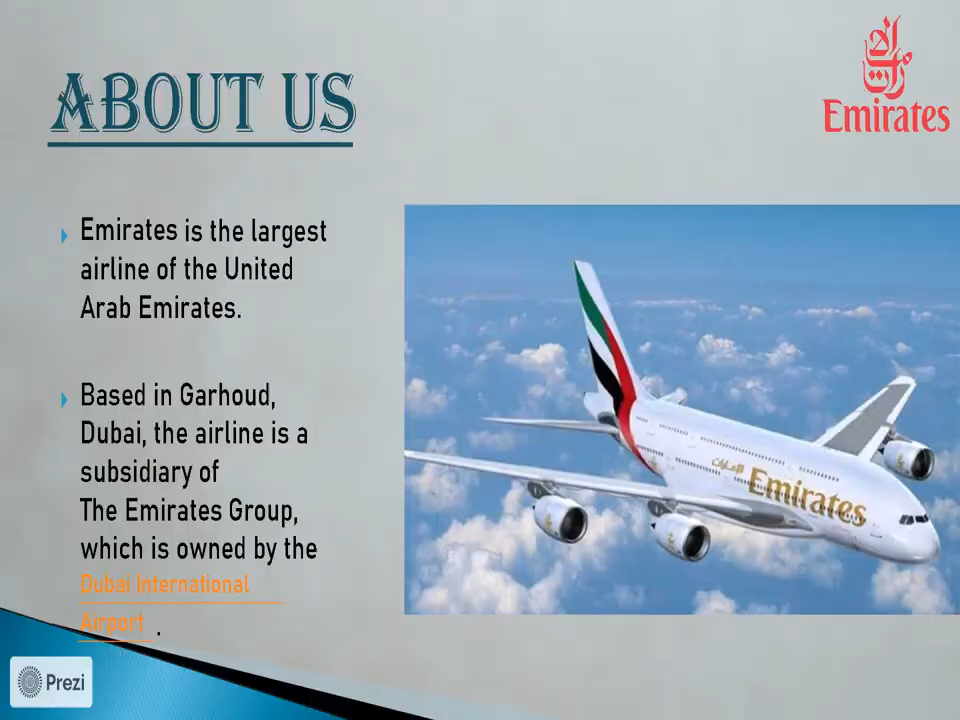 ABOUT US
Emirates
Emirates is the largest
airline of the United
Arab Emirates.
Based in Garhoud,
Dubai, the airline is a
subsidiary of
The Emirates Group,
which is owned by the
Dubai International
Airport .
الإمارات
Emirates
Prezi